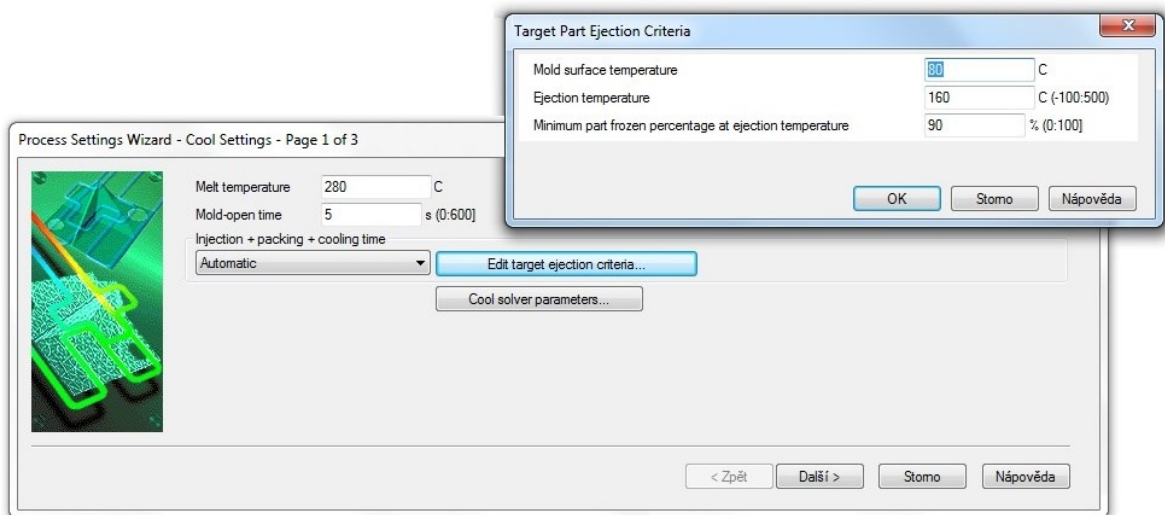 Target Part Ejection Criteria
Mold surface temperature 80 C
Ejection temperature 160 C (-100:500)
Minimum part frozen percentage at ejection temperature 90 % (0:100]
OK Storno Nápověda
Process Settings Wizard - Cool Settings - Page 1 of 3
Melt temperature 280 C
Mold-open time 5 s (0:600]
Injection + packing + cooling time
Automatic Edit target ejection criteria...
Cool solver parameters...
< Zpět Další > Storno Nápověda